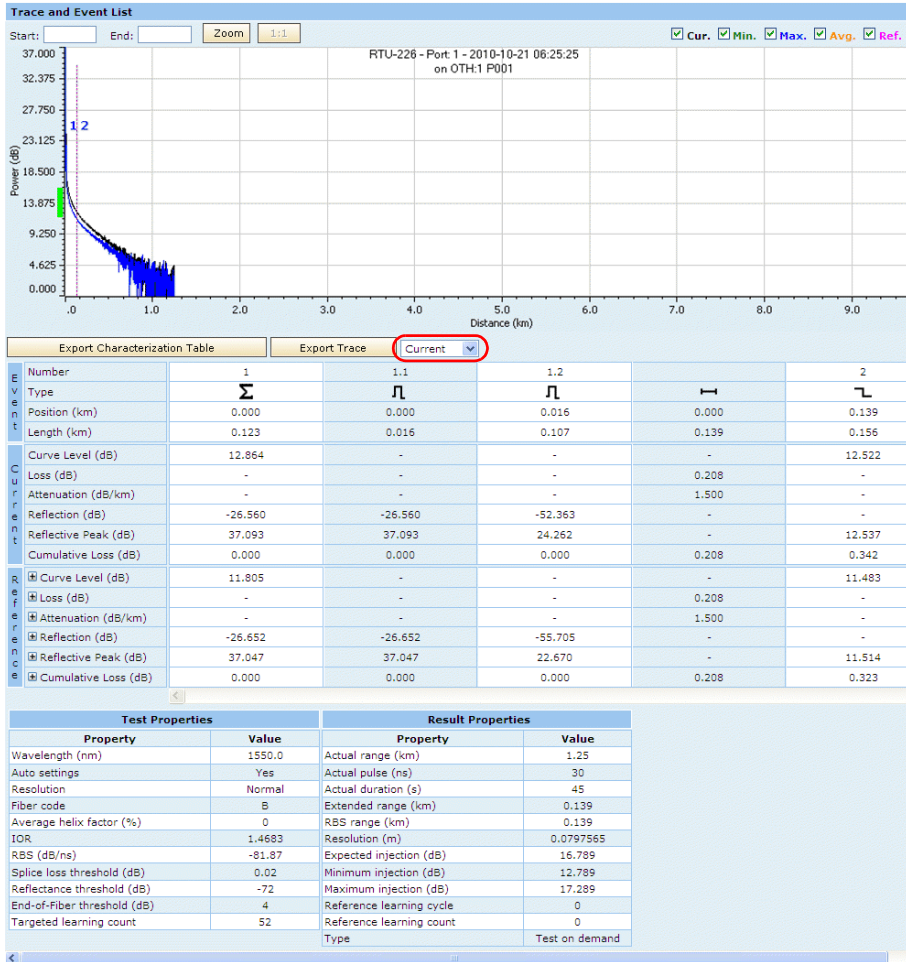 Trace and Event List
Start: End: Zoom 1:1 Cur. Min. Max. Avg. Ref.
RTU-226 - Port: 1 - 2010-10-21 06:25:25
on OTH:1 P001
37.000
32.375
27.750
23.125
18.500
13.875
9.250
4.625
0.000
Power (dB)
1 2
.0 1.0 2.0 3.0 4.0 5.0 6.0 7.0 8.0 9.0
Distance (km)
Export Characterization Table Export Trace Current
Event
Number 1 1.1 1.2 2
Type
Position (km) 0.000 0.000 0.016 0.000 0.139
Length (km) 0.123 0.016 0.107 0.139 0.156
Current
Curve Level (dB) 12.864 - - - 12.522
Loss (dB) - - - 0.208 -
Attenuation (dB/km) - - - 1.500 -
Reflection (dB) -26.560 -26.560 -52.363 - -
Reflective Peak (dB) 37.093 37.093 24.262 - 12.537
Cumulative Loss (dB) 0.000 0.000 0.000 0.208 0.342
Reference
Curve Level (dB) 11.805 - - - 11.483
Loss (dB) - - - 0.208 -
Attenuation (dB/km) - - - 1.500 -
Reflection (dB) -26.652 -26.652 -55.705 - -
Reflective Peak (dB) 37.047 37.047 22.670 - 11.514
Cumulative Loss (dB) 0.000 0.000 0.000 0.208 0.323
Test Properties
Property Value
Wavelength (nm) 1550.0
Auto settings Yes
Resolution Normal
Fiber code B
Average helix factor (%) 0
IOR 1.4683
RBS (dB/ns) -81.87
Splice loss threshold (dB) 0.02
Reflectance threshold (dB) -72
End-of-Fiber threshold (dB) 4
Targeted learning count 52
Result Properties
Property Value
Actual range (km) 1.25
Actual pulse (ns) 30
Actual duration (s) 45
Extended range (km) 0.139
RBS range (km) 0.139
Resolution (m) 0.0797565
Expected injection (dB) 16.789
Minimum injection (dB) 12.789
Maximum injection (dB) 17.289
Reference learning cycle 0
Reference learning count 0
Type Test on demand